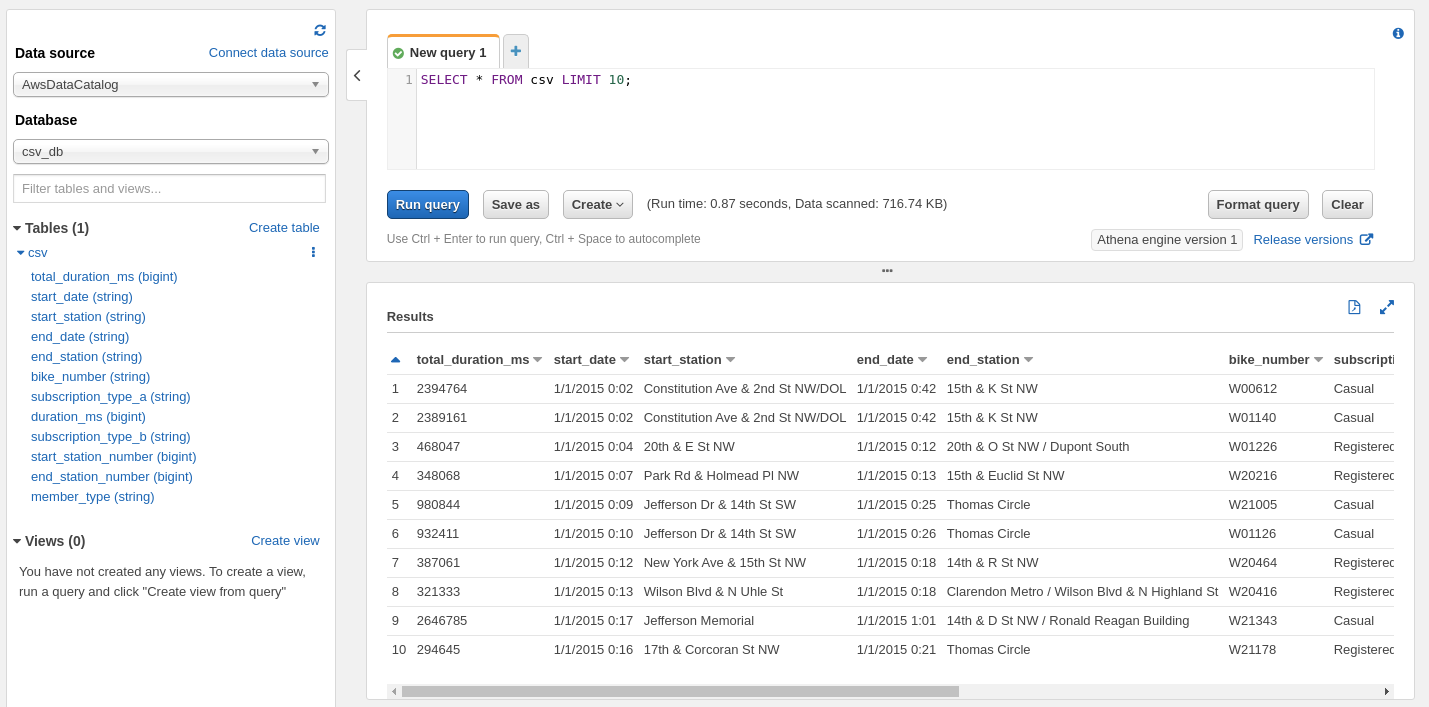 Data source
Connect data source
AwsDataCatalog
Database
csv_db
Filter tables and views...
Tables (1)
Create table
csv
total_duration_ms (bigint)
start_date (string)
start_station (string)
end_date (string)
end_station (string)
bike_number (string)
subscription_type_a (string)
duration_ms (bigint)
subscription_type_b (string)
start_station_number (bigint)
end_station_number (bigint)
member_type (string)
Views (0)
Create view
You have not created any views. To create a view,
run a query and click "Create view from query"
New query 1
1 SELECT * FROM csv LIMIT 10;
Run query Save as Create (Run time: 0.87 seconds, Data scanned: 716.74 KB) Format query Clear
Use Ctrl + Enter to run query, Ctrl + Space to autocomplete
Athena engine version 1 Release versions
Results
total_duration_ms start_date start_station end_date end_station bike_number subscripti
1 2394764 1/1/2015 0:02 Constitution Ave & 2nd St NW/DOL 1/1/2015 0:42 15th & K St NW W00612 Casual
2 2389161 1/1/2015 0:02 Constitution Ave & 2nd St NW/DOL 1/1/2015 0:42 15th & K St NW W01140 Casual
3 468047 1/1/2015 0:04 20th & E St NW 1/1/2015 0:12 20th & O St NW / Dupont South W01226 Registered
4 348068 1/1/2015 0:07 Park Rd & Holmead Pl NW 1/1/2015 0:13 15th & Euclid St NW W20216 Registered
5 980844 1/1/2015 0:09 Jefferson Dr & 14th St SW 1/1/2015 0:25 Thomas Circle W21005 Casual
6 932411 1/1/2015 0:10 Jefferson Dr & 14th St SW 1/1/2015 0:26 Thomas Circle W01126 Casual
7 387061 1/1/2015 0:12 New York Ave & 15th St NW 1/1/2015 0:18 14th & R St NW W20464 Registered
8 321333 1/1/2015 0:13 Wilson Blvd & N Uhle St 1/1/2015 0:18 Clarendon Metro / Wilson Blvd & N Highland St W20416 Registered
9 2646785 1/1/2015 0:17 Jefferson Memorial 1/1/2015 1:01 14th & D St NW / Ronald Reagan Building W21343 Casual
10 294645 1/1/2015 0:16 17th & Corcoran St NW 1/1/2015 0:21 Thomas Circle W21178 Registered